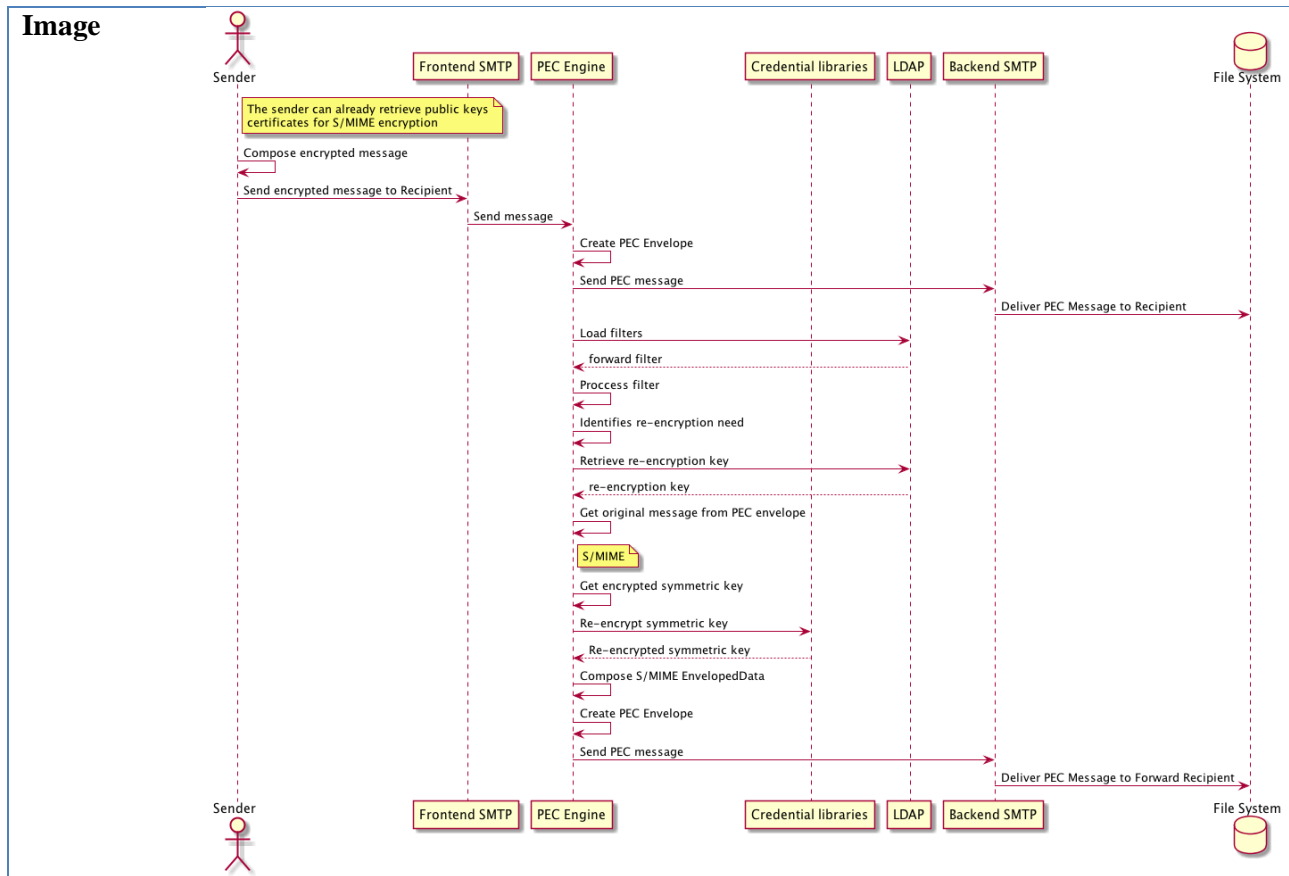 Image
Sender
Frontend SMTP
PEC Engine
Credential libraries
LDAP
Backend SMTP
File System
The sender can already retrieve public keys
certificates for S/MIME encryption
Compose encrypted message
Send encrypted message to Recipient
Send message
Create PEC Envelope
Send PEC message
Deliver PEC Message to Recipient
Load filters
forward filter
Proccess filter
Identifies re-encryption need
Retrieve re-encryption key
re-encryption key
Get original message from PEC envelope
S/MIME
Get encrypted symmetric key
Re-encrypt symmetric key
Re-encrypted symmetric key
Compose S/MIME EnvelopedData
Create PEC Envelope
Send PEC message
Deliver PEC Message to Forward Recipient
Sender
Frontend SMTP
PEC Engine
Credential libraries
LDAP
Backend SMTP
File System